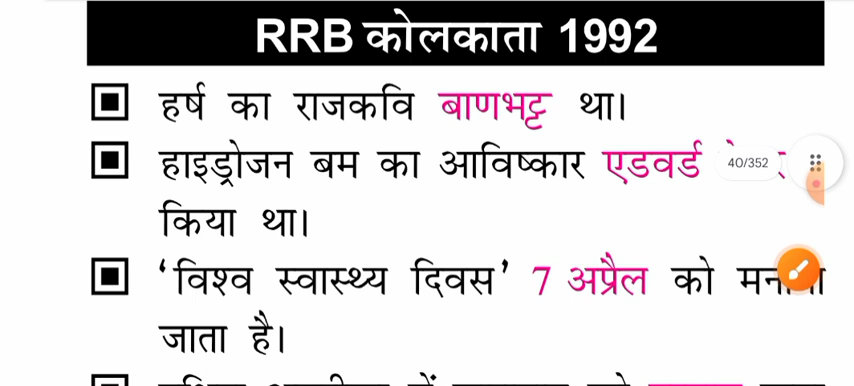 RRB कोलकाता 1992
हर्ष का राजकवि बाणभट्ट था।
हाइड्रोजन बम का आविष्कार एडवर्ड
40/352
किया था।
‘विश्व स्वास्थ्य दिवस’ 7 अप्रैल को
जाता है।